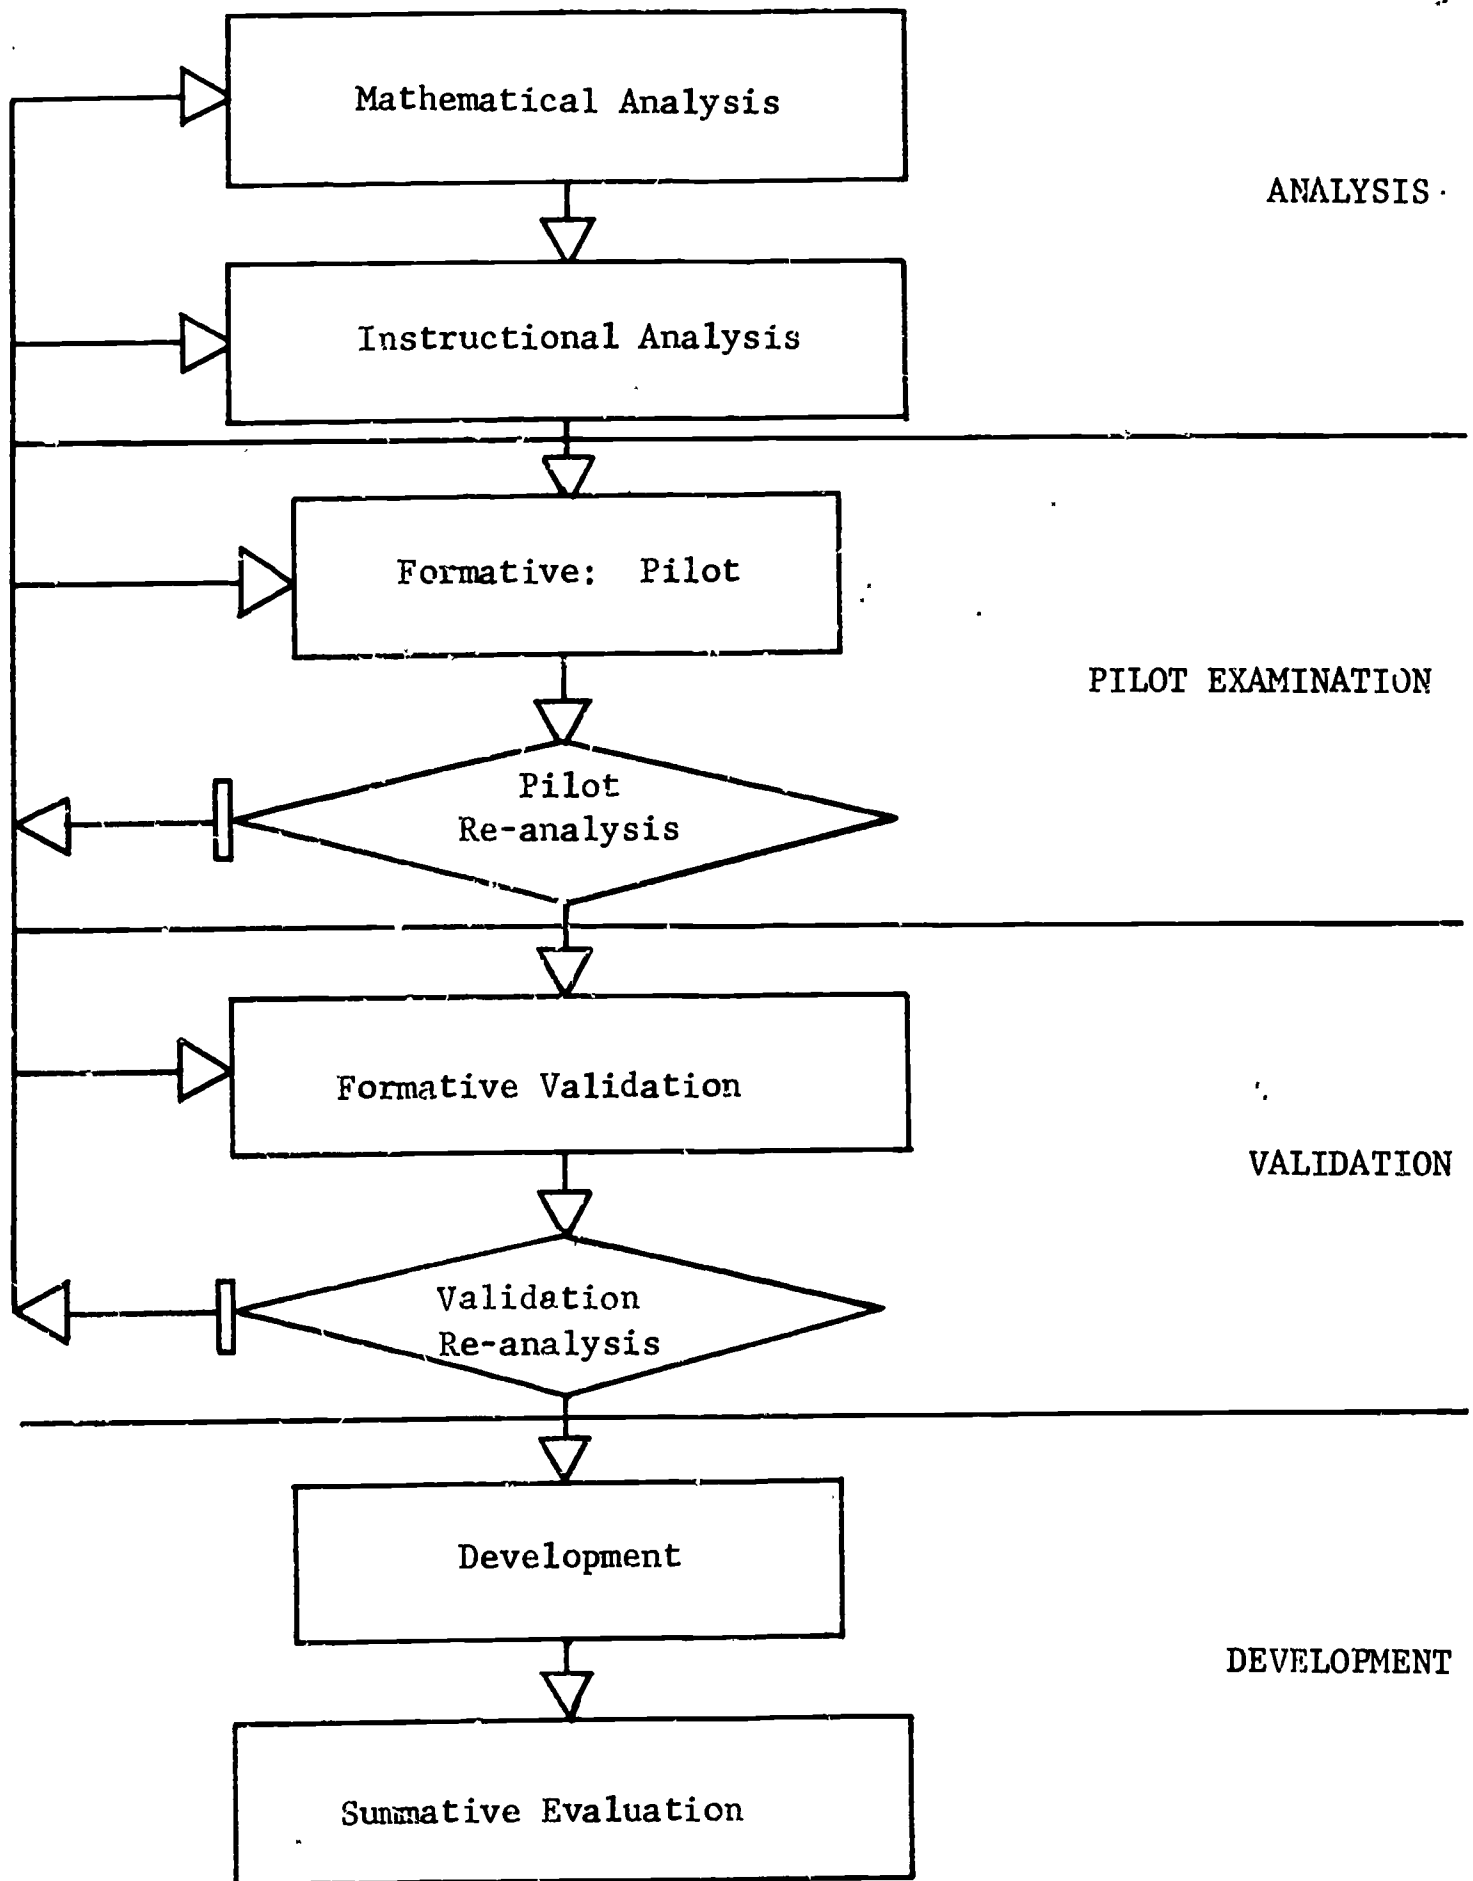 Mathematical Analysis
ANALYSIS
Instructional Analysis
Formative: Pilot
PILOT EXAMINATION
Pilot
Re-analysis
Formative Validation
VALIDATION
Validation
Re-analysis
Development
DEVELOPMENT
Summative Evaluation